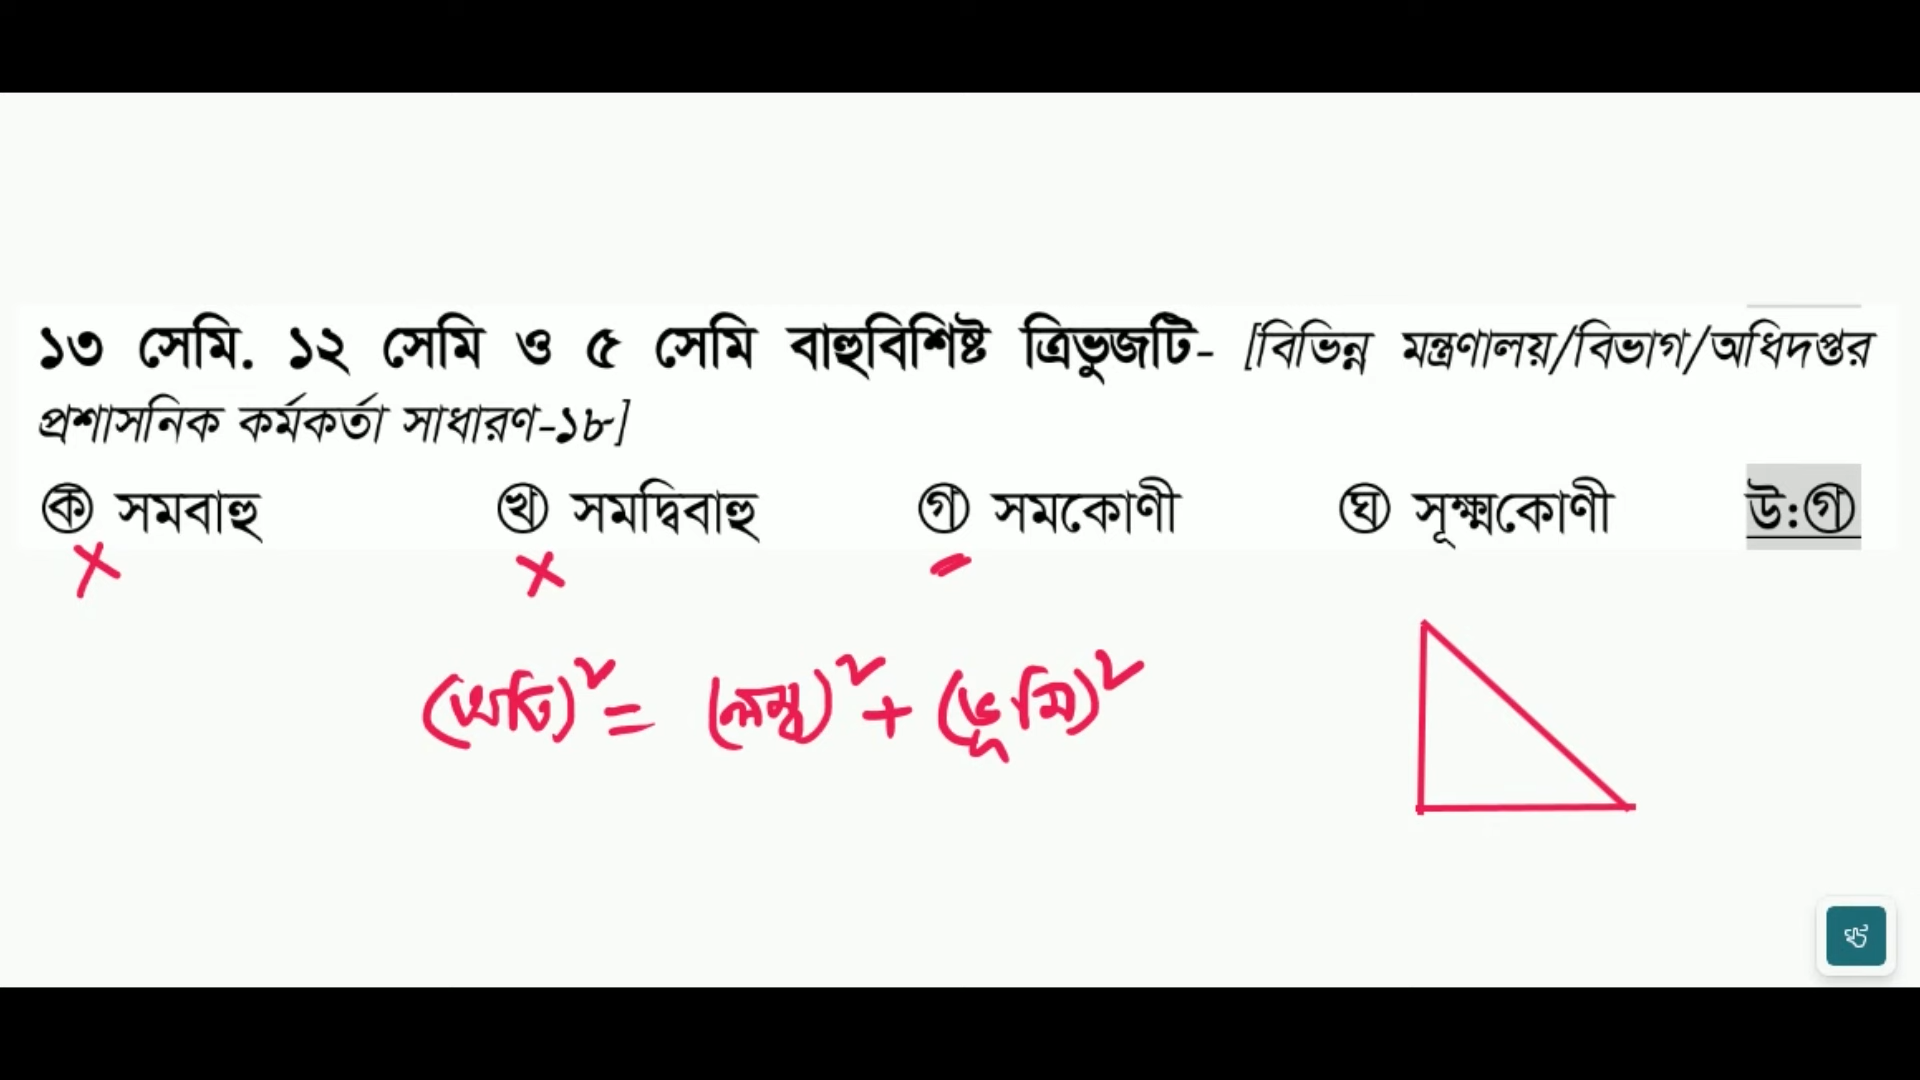 ১৩ সেমি. ১২ সেমি ও ৫ সেমি বাহুবিশিষ্ট ত্রিভুজটি- [বিভিন্ন মন্ত্রণালয়/বিভাগ/অধিদপ্তর
প্রশাসনিক কর্মকর্তা সাধারণ-১৮]
ⓚ সমবাহু খ সমদ্বিবাহু গ সমকোণী ঘ সূক্ষ্মকোণী উ:গ
(অতি)² = (লম্ব)² + (ভূমি)²